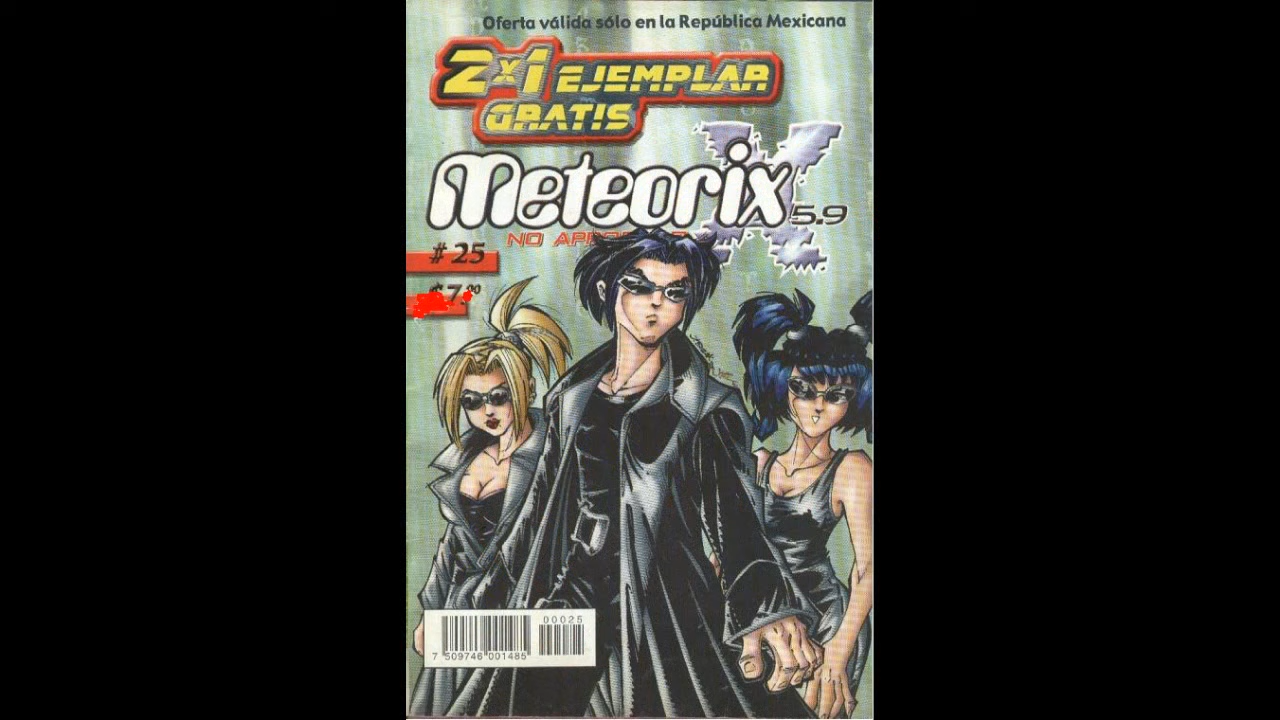 Oferta válida sólo en la República Mexicana
2x1 EJEMPLAR
GRATIS
Meteorix
5.9
NO
# 25
$7.00
00025
7 509746 001485